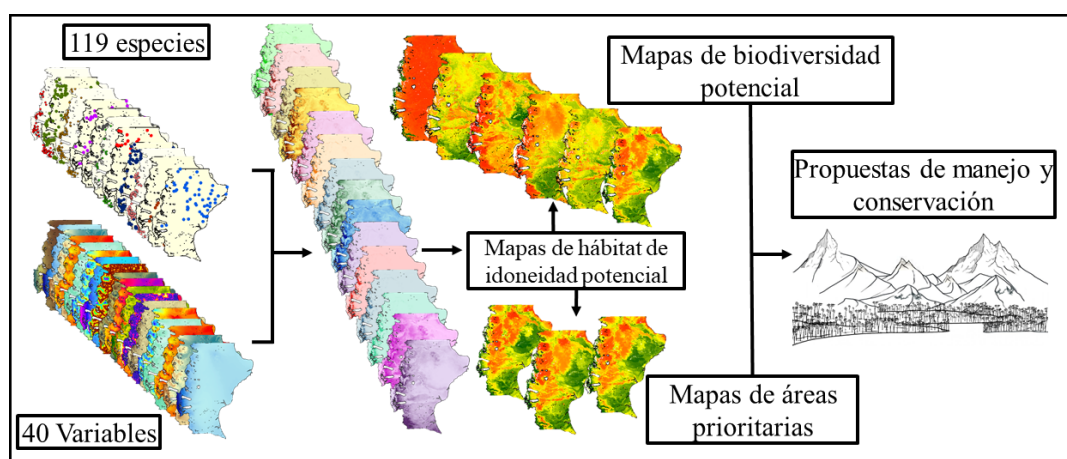 119 especies
40 Variables
Mapas de hábitat de
idoneidad potencial
Mapas de biodiversidad
potencial
Mapas de áreas
prioritarias
Propuestas de manejo y
conservación